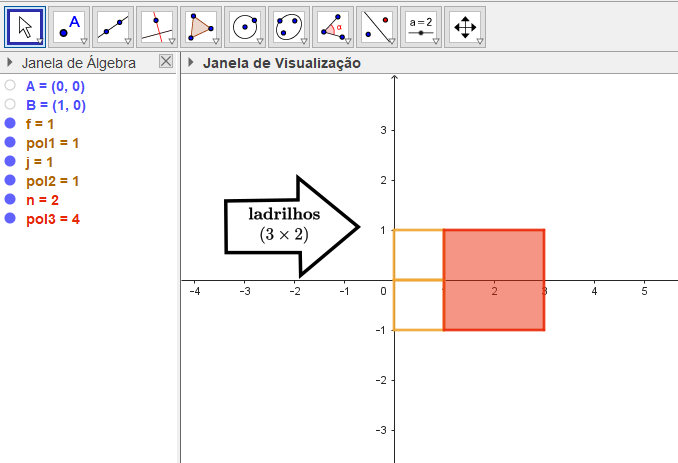 A
α
a = 2
Janela de Álgebra
Janela de Visualização
A = (0, 0)
B = (1, 0)
f = 1
pol1 = 1
j = 1
pol2 = 1
n = 2
pol3 = 4
ladrilhos
(3 × 2)
3
2
1
-4 -3 -2 -1 0 2 3 4 5
-1
-2
-3